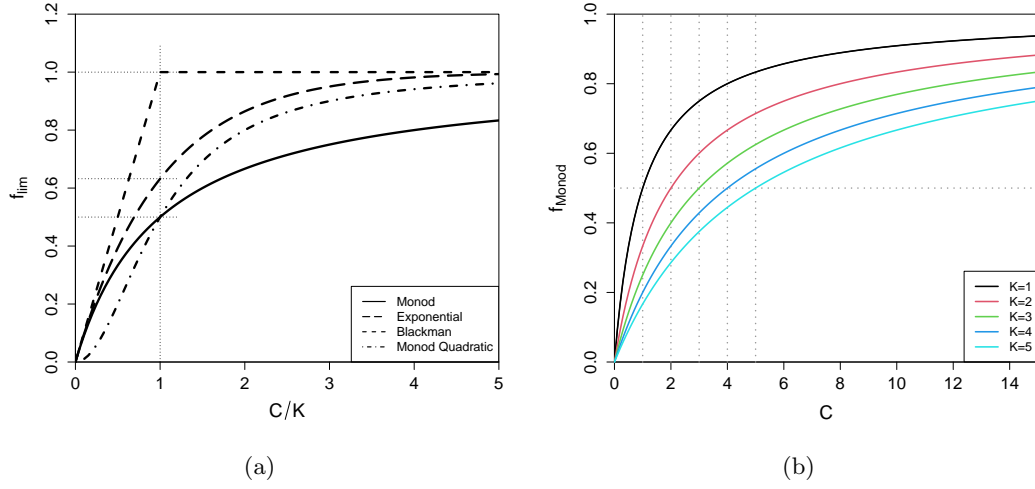 f_lim
1.2
1.0
0.8
0.6
0.4
0.2
0.0
0 1 2 3 4 5
C/K
Monod
Exponential
Blackman
Monod Quadratic
(a)
f_Monod
1.0
0.8
0.6
0.4
0.2
0.0
0 2 4 6 8 10 12 14
C
K=1
K=2
K=3
K=4
K=5
(b)